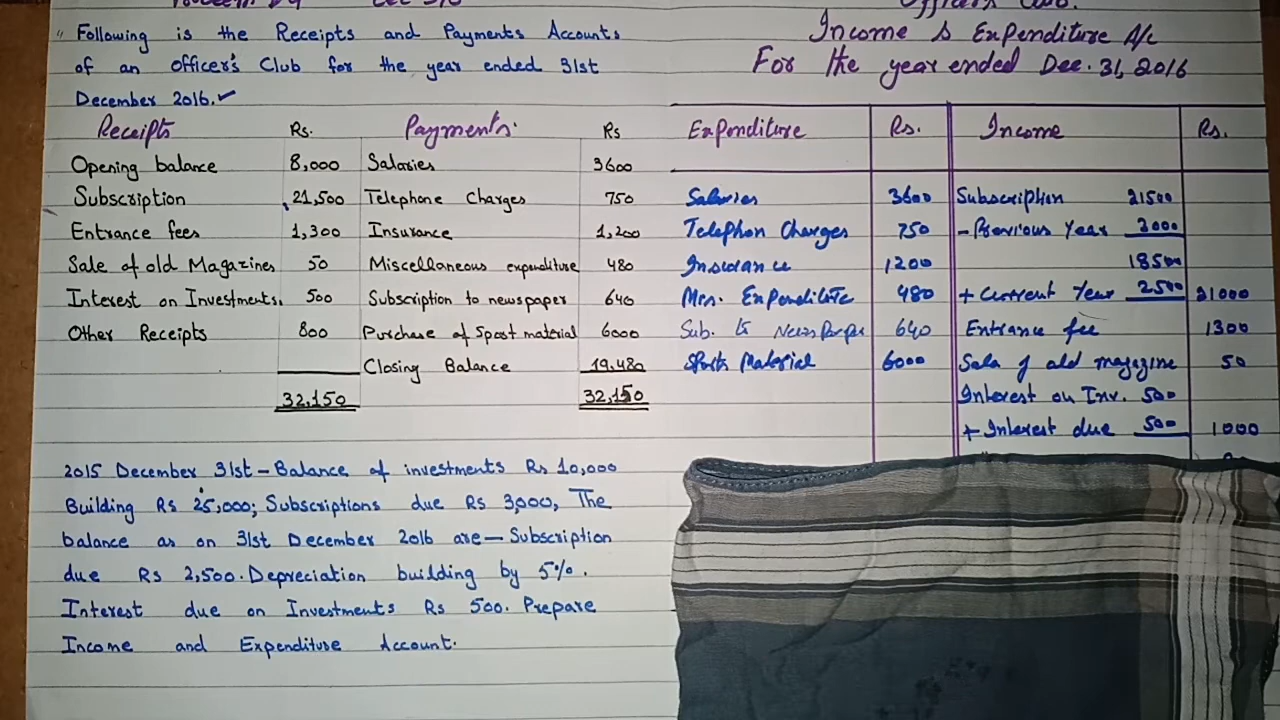 Officers Club.
" Following is the Receipts and Payments Accounts
of an officer's Club for the year ended 31st
December 2016.
Receipts Rs. Payments. Rs
Opening balance 8,000 Salaries 3600
Subscription 21,500 Telephone Charges 750
Entrance fees 1,300 Insurance 1,200
Sale of old Magazines 50 Miscellaneous expenditure 480
Interest on Investments. 500 Subscription to newspaper 640
Other Receipts 800 Purchase of Sport material 6000
Closing Balance 19,480
32,150 32,150
2015 December 31st - Balance of investments Rs 10,000
Building Rs 25,000; Subscriptions due Rs 3,000, The
balance as on 31st December 2016 are - Subscription
due Rs 2,500. Depreciation building by 5%.
Interest due on Investments Rs 500. Prepare
Income and Expenditure Account.
Income & Expenditure A/c
For the year ended Dec. 31, 2016
Expenditure Rs. Income Rs.
Salaries 3600 Subscription 21500
Telephon Charges 750 - Previous Year 3000
Insurance 1200 18500
480 + Current Year 2500 21000
Sub. to 640 Entrance fee 1300
Sports Material 6000 Sale of old magazine 50
Interest on Inv. 500
+ Interest due 500 1000